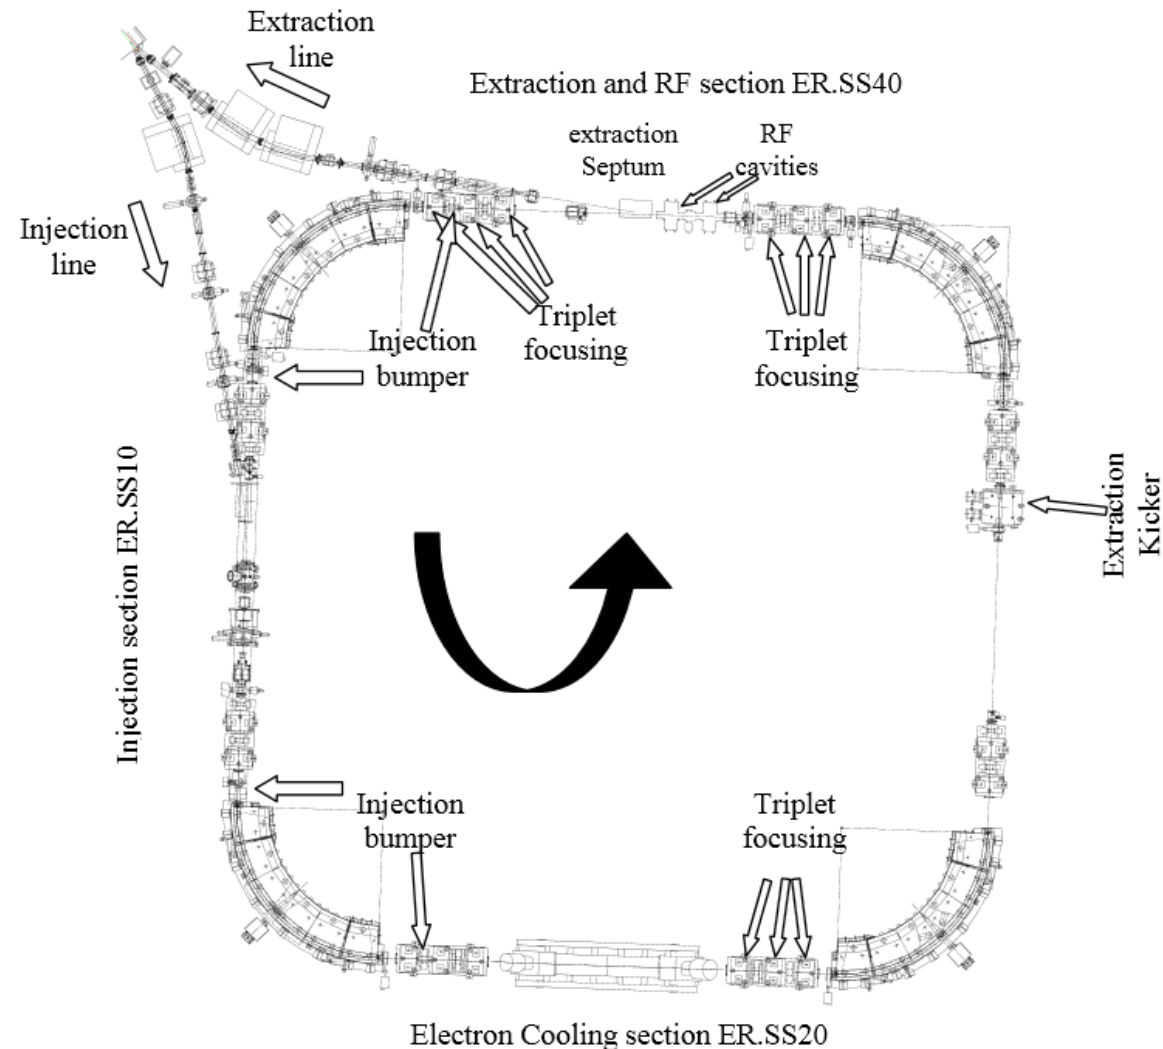 Extraction
line
Extraction and RF section ER.SS40
extraction
Septum
RF
cavities
Injection
line
Injection
bumper
Triplet
focusing
Triplet
focusing
Injection section ER.SS10
Extraction
Kicker
Injection
bumper
Triplet
focusing
Electron Cooling section ER.SS20